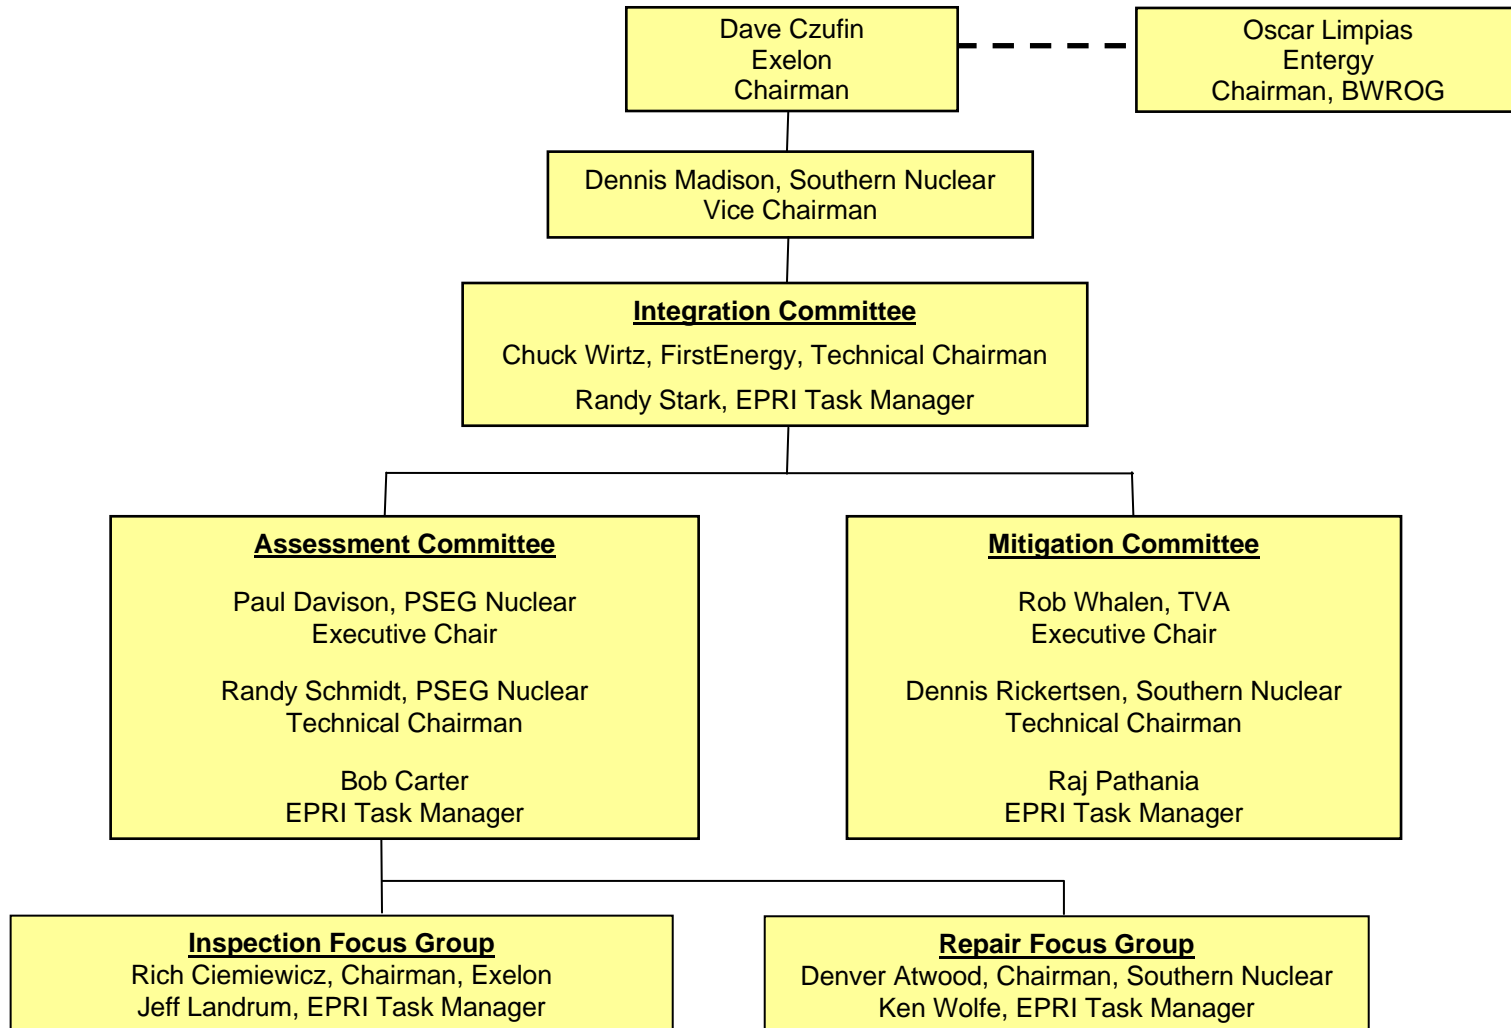 Dave Czufin
Exelon
Chairman
Oscar Limpias
Entergy
Chairman, BWROG
Dennis Madison, Southern Nuclear
Vice Chairman
Integration Committee
Chuck Wirtz, FirstEnergy, Technical Chairman
Randy Stark, EPRI Task Manager
Assessment Committee
Paul Davison, PSEG Nuclear
Executive Chair
Randy Schmidt, PSEG Nuclear
Technical Chairman
Bob Carter
EPRI Task Manager
Mitigation Committee
Rob Whalen, TVA
Executive Chair
Dennis Rickertsen, Southern Nuclear
Technical Chairman
Raj Pathania
EPRI Task Manager
Inspection Focus Group
Rich Ciemiewicz, Chairman, Exelon
Jeff Landrum, EPRI Task Manager
Repair Focus Group
Denver Atwood, Chairman, Southern Nuclear
Ken Wolfe, EPRI Task Manager